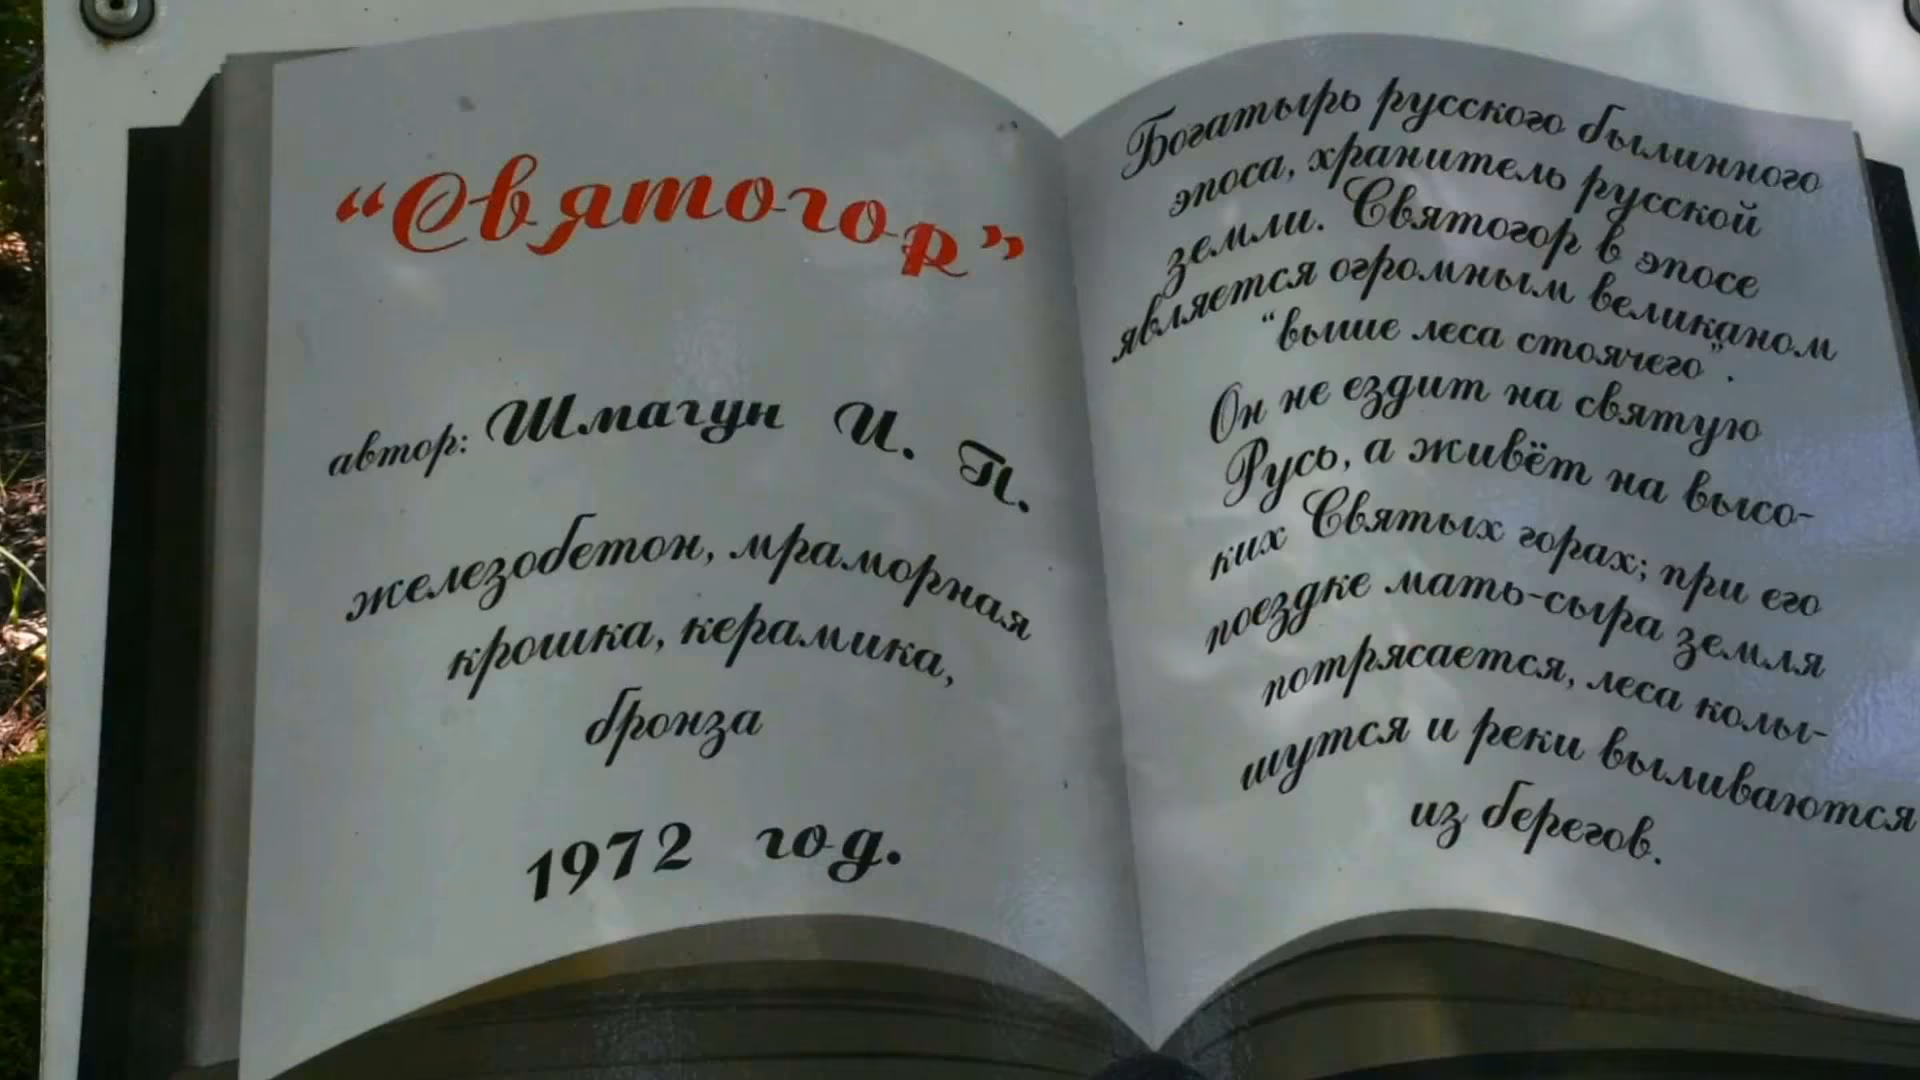 “Святогор”
автор: Шмагун И. П.
железобетон, мраморная
крошка, керамика,
бронза
1972 год.
Богатырь русского былинного
эпоса, хранитель русской
земли. Святогор в эпосе
является огромным великаном
“выше леса стоячего”.
Он не ездит на святую
Русь, а живёт на высо-
ких Святых горах; при его
поездке мать-сыра земля
потрясается, леса колы-
шутся и реки выливаются
из берегов.